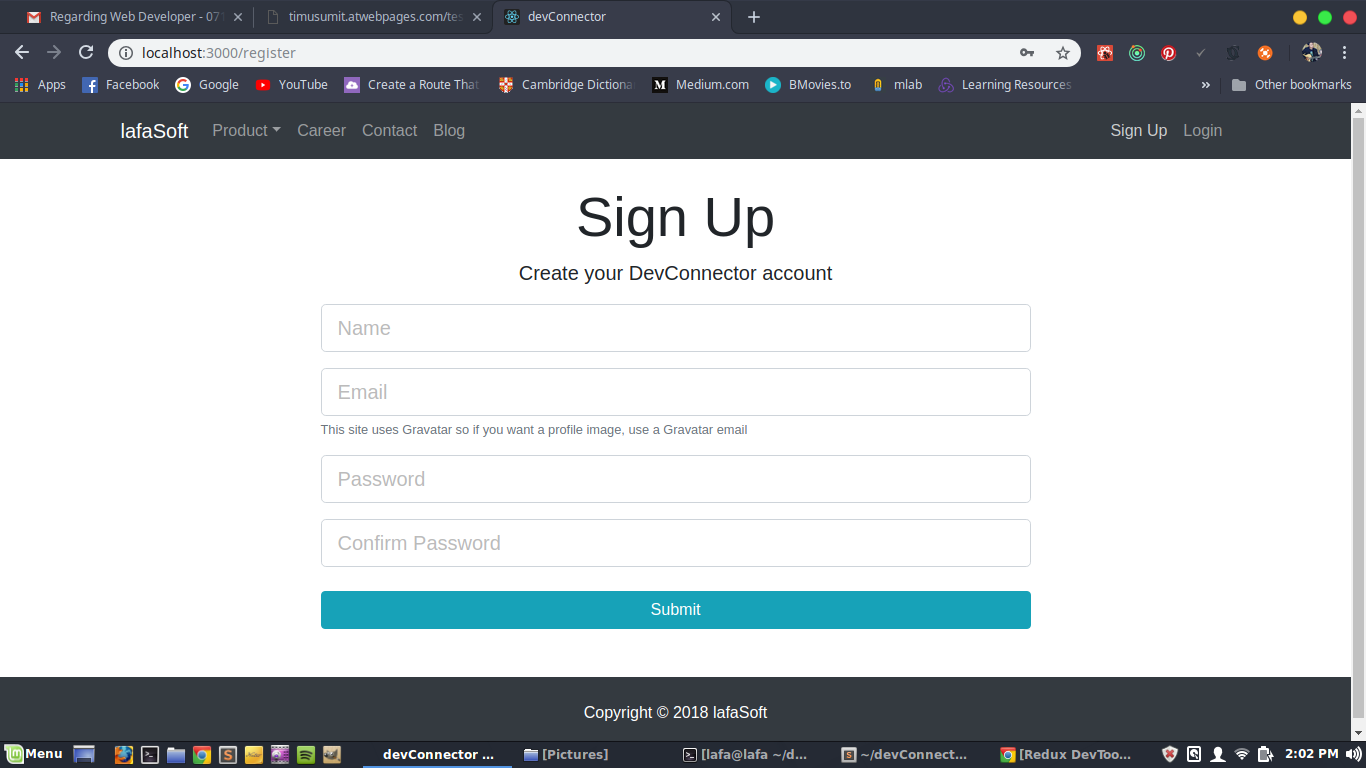 Regarding Web Developer - 071
timusumit.atwebpages.com/tes
devConnector
localhost:3000/register
Apps
Facebook
Google
YouTube
Create a Route That
Cambridge Dictiona
Medium.com
BMovies.to
mlab
Learning Resources
»
Other bookmarks
lafaSoft
Product
Career
Contact
Blog
Sign Up
Login
Sign Up
Create your DevConnector account
Name
Email
This site uses Gravatar so if you want a profile image, use a Gravatar email
Password
Confirm Password
Submit
Copyright © 2018 lafaSoft
Menu
devConnector ...
[Pictures]
[lafa@lafa ~/d...
~/devConnect...
[Redux DevToo...
2:02 PM